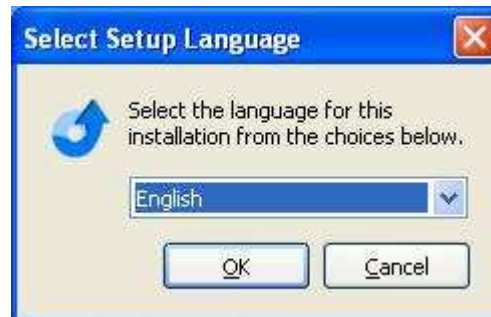 Select Setup Language
Select the language for this
installation from the choices below.
English
OK
Cancel